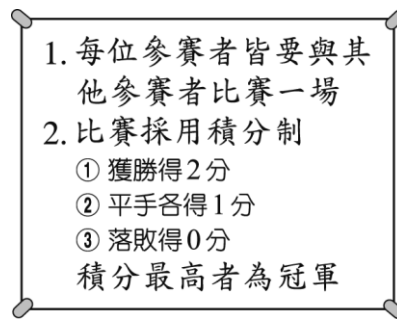 1. 每位參賽者皆要與其
他參賽者比賽一場
2. 比賽採用積分制
① 獲勝得2分
② 平手各得1分
③ 落敗得0分
積分最高者為冠軍